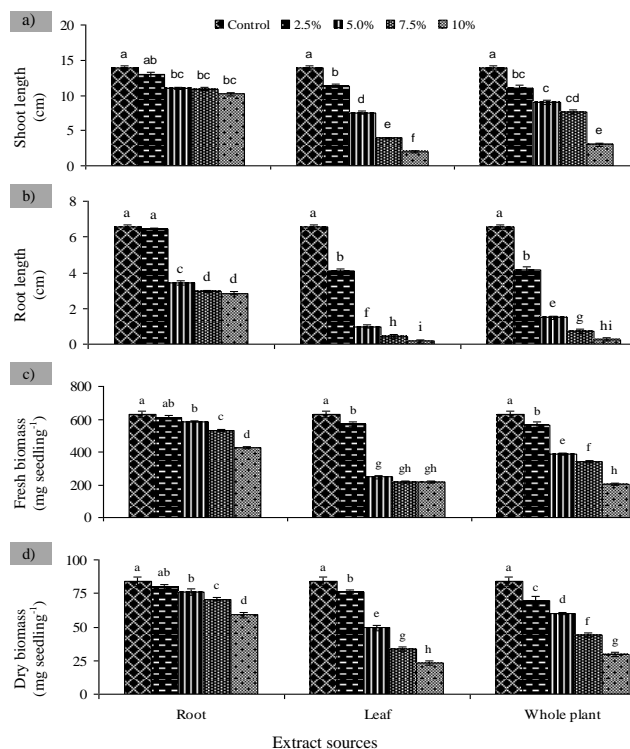 a)
Control 2.5% 5.0% 7.5% 10%
20
15
10
5
0
Shoot length
(cm)
a ab bc bc bc a b d e f a bc c cd e
b)
8
6
4
2
0
Root length
(cm)
a a c d d a b f h i a b e g hi
c)
800
600
400
200
0
Fresh biomass
(mg seedling⁻¹)
a ab b c d a b g gh gh a b e f h
d)
100
75
50
25
0
Dry biomass
(mg seedling⁻¹)
a ab b c d a b e g h a c d f g
Root Leaf Whole plant
Extract sources